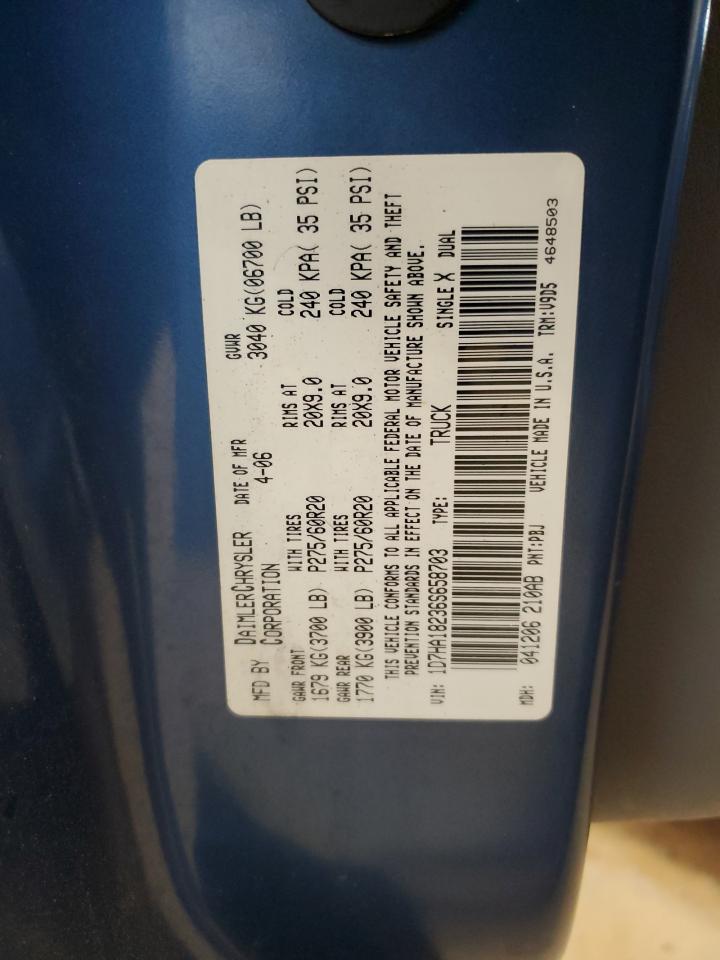 MFD BY DAIMLERCHRYSLER CORPORATION DATE OF MFR 4-06 GVWR 3040 KG(06700 LB)
GAWR FRONT WITH TIRES RIMS AT COLD
1679 KG(3700 LB) P275/60R20 20X9.0 240 KPA( 35 PSI)
GAWR REAR WITH TIRES RIMS AT COLD
1770 KG(3900 LB) P275/60R20 20X9.0 240 KPA( 35 PSI)
THIS VEHICLE CONFORMS TO ALL APPLICABLE FEDERAL MOTOR VEHICLE SAFETY AND THEFT
PREVENTION STANDARDS IN EFFECT ON THE DATE OF MANUFACTURE SHOWN ABOVE.
VIN: 1D7HA18236S658703 TYPE: TRUCK SINGLE X DUAL
MDH: 041206 210AB PNT:PBJ VEHICLE MADE IN U.S.A. TRM:V9D5
4648503